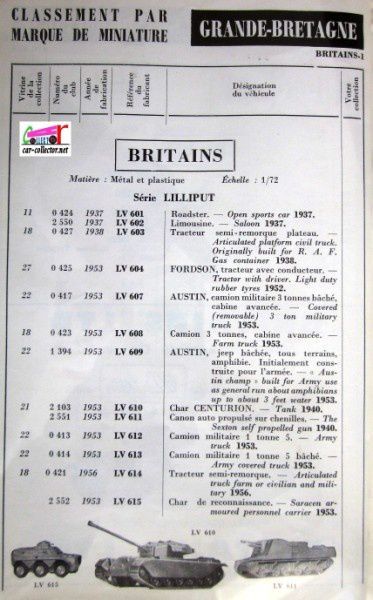 CLASSEMENT PAR
MARQUE DE MINIATURE
GRANDE-BRETAGNE
BRITAINS-1
Vitrine de la collection
Numéro du club
Année de fabrication
Référence du fabricant
Désignation du véhicule
Votre collection
COLLECTOR
car-collector.net
BRITAINS
Matière : Métal et plastique Échelle : 1/72
Série LILLIPUT
11 0 424 1937 LV 601 Roadster. — Open sports car 1937.
2 550 1937 LV 602 Limousine. — Saloon 1937.
18 0 427 1938 LV 603 Tracteur semi-remorque plateau. —
Articulated platform civil truck.
Originally built for R. A. F.
Gas container 1938.
27 0 425 1953 LV 604 FORDSON, tracteur avec conducteur. —
Tractor with driver. Light duty
rubber tyres 1952.
22 0 417 1953 LV 607 AUSTIN, camion militaire 3 tonnes bâché,
cabine avancée. — Covered
(removable) 3 ton military
truck 1953.
18 0 423 1953 LV 608 Camion 3 tonnes, cabine avancée. —
Farm truck 1953.
22 1 394 1953 LV 609 AUSTIN, jeep bâchée, tous terrains,
amphibie. Initialement cons-
truite pour l'armée. — « Aus-
tin champ » built for Army use
as general run about amphibians
up to about 3 feet water 1953.
21 2 103 1953 LV 610 Char CENTURION. — Tank 1940.
2 551 1953 LV 611 Canon auto propulsé sur chenilles. — The
Sexton self propelled gun 1940.
22 0 413 1953 LV 612 Camion militaire 1 tonne 5. — Army
truck 1953.
22 0 414 1953 LV 613 Camion militaire 1 tonne 5 bâché. —
Army covered truck 1953.
18 0 421 1956 LV 614 Tracteur semi-remorque. — Articulated
truck farm or civilian and mili-
tary 1956.
2 552 1953 LV 615 Char de reconnaissance. — Saracen ar-
moured personnel carrier 1953.
LV 610
LV 615
LV 611